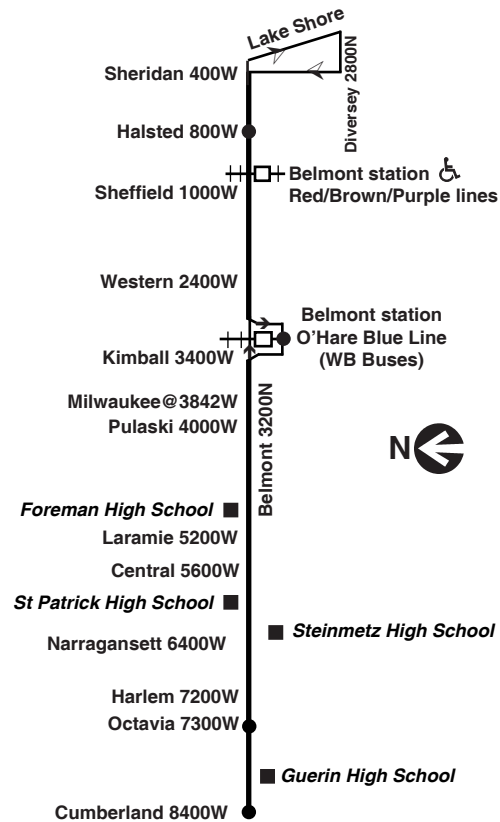 Lake Shore
Diversey 2800N
Sheridan 400W
Halsted 800W
Belmont station
Red/Brown/Purple lines
Sheffield 1000W
Western 2400W
Belmont station
O'Hare Blue Line
(WB Buses)
Kimball 3400W
Milwaukee@3842W
Pulaski 4000W
Belmont 3200N
N
Foreman High School
Laramie 5200W
Central 5600W
St Patrick High School
Steinmetz High School
Narragansett 6400W
Harlem 7200W
Octavia 7300W
Guerin High School
Cumberland 8400W